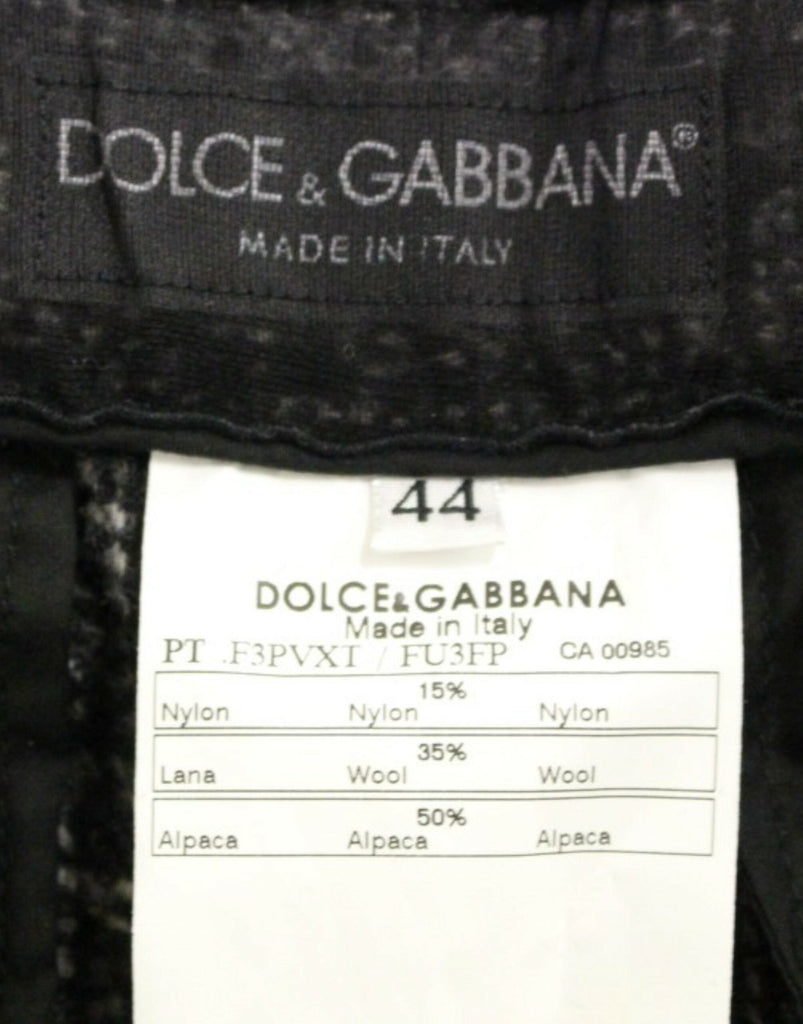 DOLCE & GABBANA®
MADE IN ITALY
44
DOLCE&GABBANA
Made in Italy
PT .F3PVXT / FU3FP CA 00985
15%
Nylon Nylon Nylon
35%
Lana Wool Wool
50%
Alpaca Alpaca Alpaca